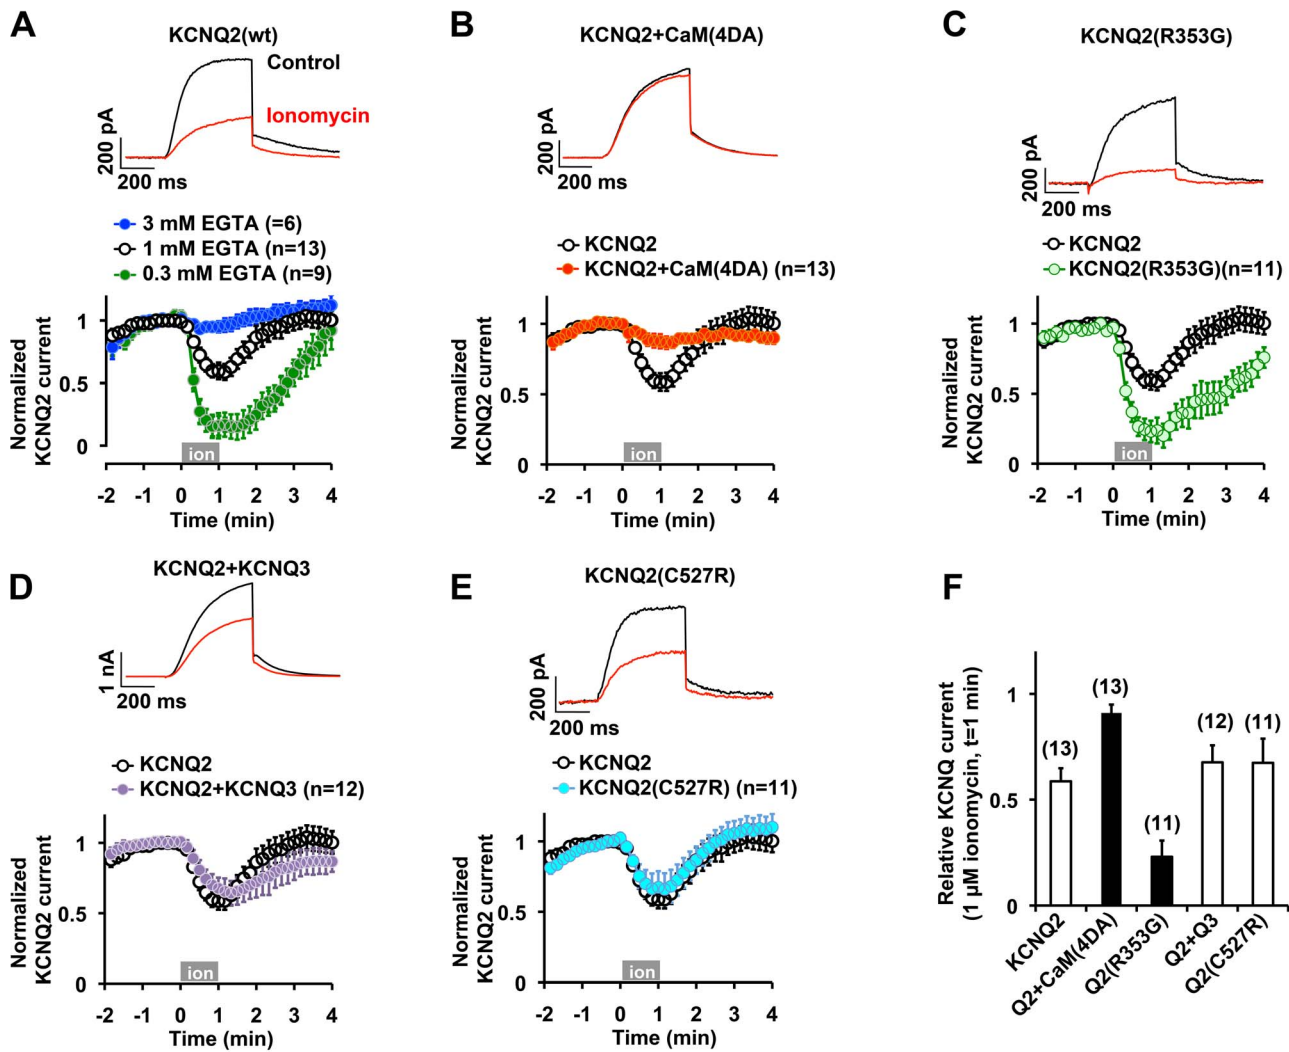 A
KCNQ2(wt)
Control
Ionomycin
200 pA
200 ms
3 mM EGTA (=6)
1 mM EGTA (n=13)
0.3 mM EGTA (n=9)
Normalized
KCNQ2 current
1
0.5
0
ion
-2 -1 0 1 2 3 4
Time (min)
B
KCNQ2+CaM(4DA)
200 pA
200 ms
KCNQ2
KCNQ2+CaM(4DA) (n=13)
Normalized
KCNQ2 current
1
0.5
0
ion
-2 -1 0 1 2 3 4
Time (min)
C
KCNQ2(R353G)
200 pA
200 ms
KCNQ2
KCNQ2(R353G)(n=11)
Normalized
KCNQ2 current
1
0.5
0
ion
-2 -1 0 1 2 3 4
Time (min)
D
KCNQ2+KCNQ3
1 nA
200 ms
KCNQ2
KCNQ2+KCNQ3 (n=12)
Normalized
KCNQ2 current
1
0.5
0
ion
-2 -1 0 1 2 3 4
Time (min)
E
KCNQ2(C527R)
200 pA
200 ms
KCNQ2
KCNQ2(C527R) (n=11)
Normalized
KCNQ2 current
1
0.5
0
ion
-2 -1 0 1 2 3 4
Time (min)
F
Relative KCNQ current
(1 µM ionomycin, t=1 min)
1
0.5
0
(13)
(13)
(11)
(12)
(11)
KCNQ2
Q2+CaM(4DA)
Q2(R353G)
Q2+Q3
Q2(C527R)